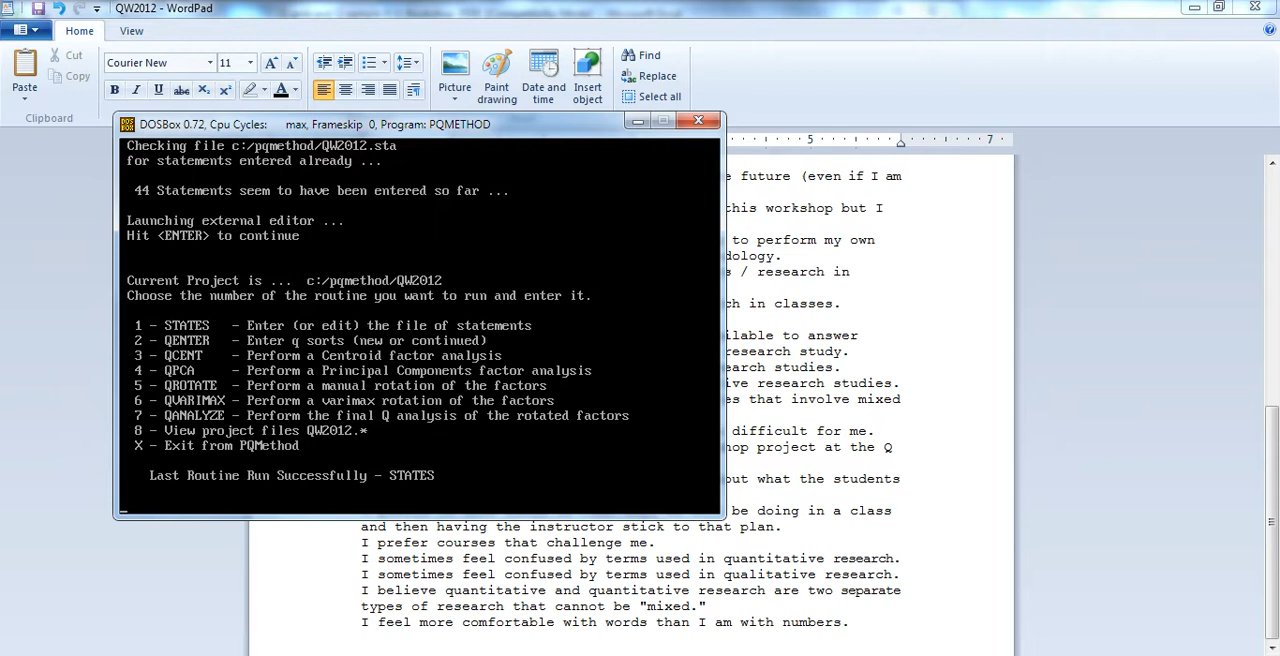 QW2012 - WordPad
Home
View
Paste
Cut
Copy
Clipboard
Courier New
11
B I U abc X₂ X² A
Picture
Paint
drawing
Date and
time
Insert
object
Find
Replace
Select all
DOSBox 0.72, Cpu Cycles: max, Frameskip 0, Program: PQMETHOD
Checking file c:/pqmethod/QW2012.sta
for statements entered already ...
44 Statements seem to have been entered so far ...
Launching external editor ...
Hit <ENTER> to continue
Current Project is ... c:/pqmethod/QW2012
Choose the number of the routine you want to run and enter it.
1 - STATES - Enter (or edit) the file of statements
2 - QENTER - Enter q sorts (new or continued)
3 - QCENT - Perform a Centroid factor analysis
4 - QPCA - Perform a Principal Components factor analysis
5 - QROTATE - Perform a manual rotation of the factors
6 - QVARIMAX - Perform a varimax rotation of the factors
7 - QANALYZE - Perform the final Q analysis of the rotated factors
8 - View project files QW2012.*
X - Exit from PQMethod
Last Routine Run Successfully - STATES
5 7
e future (even if I am
this workshop but I
to perform my own
dology.
s / research in
ch in classes.
ailable to answer
research study.
earch studies.
ive research studies.
es that involve mixed
difficult for me.
hop project at the Q
out what the students
be doing in a class
and then having the instructor stick to that plan.
I prefer courses that challenge me.
I sometimes feel confused by terms used in quantitative research.
I sometimes feel confused by terms used in qualitative research.
I believe quantitative and quantitative research are two separate
types of research that cannot be "mixed."
I feel more comfortable with words than I am with numbers.